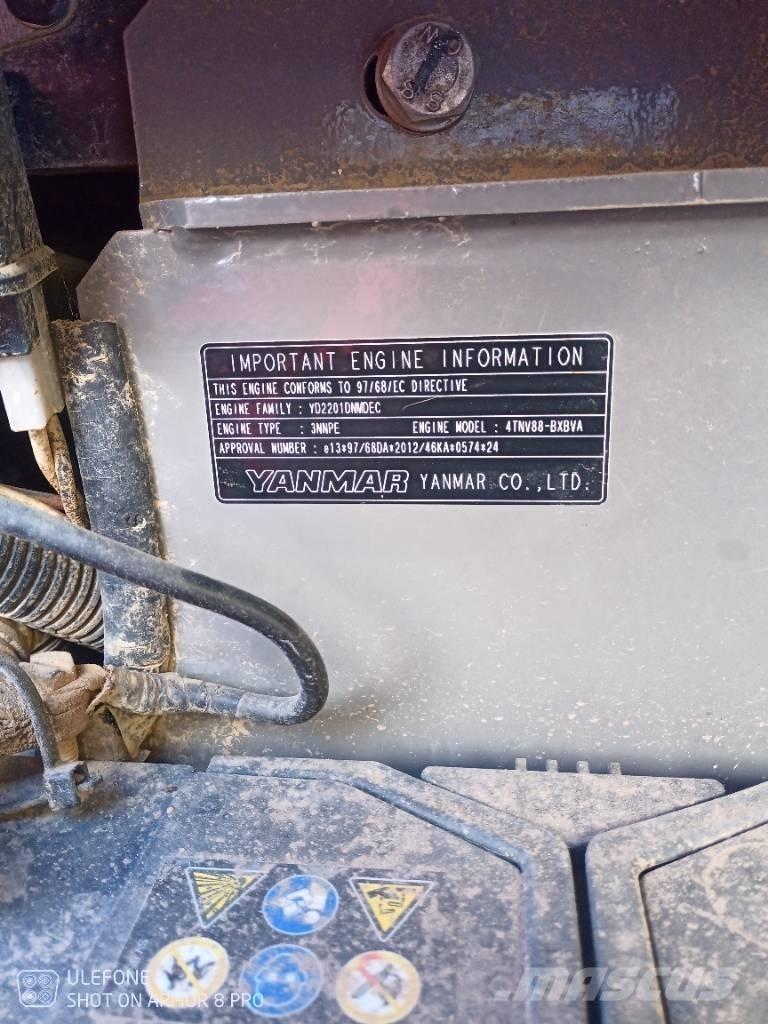 IMPORTANT ENGINE INFORMATION
THIS ENGINE CONFORMS TO 97/68/EC DIRECTIVE
ENGINE FAMILY : YD2201DNMDEC
ENGINE TYPE : 3NNPE ENGINE MODEL : 4TNV88-BXBVA
APPROVAL NUMBER : e13*97/68DA*2012/46KA*0574*24
YANMAR YANMAR CO.,LTD.
ULEFONE
SHOT ON ARMOR 8 PRO
MASCUS